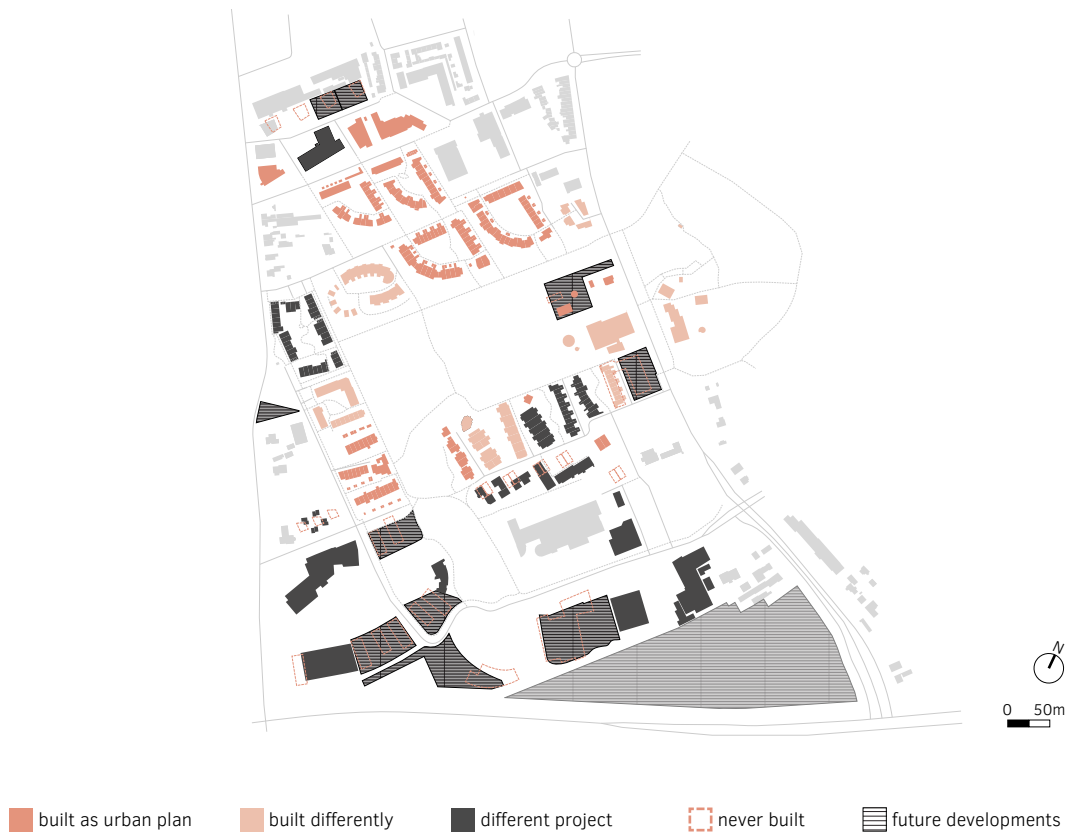 N
0 50m
built as urban plan
built differently
different project
never built
future developments